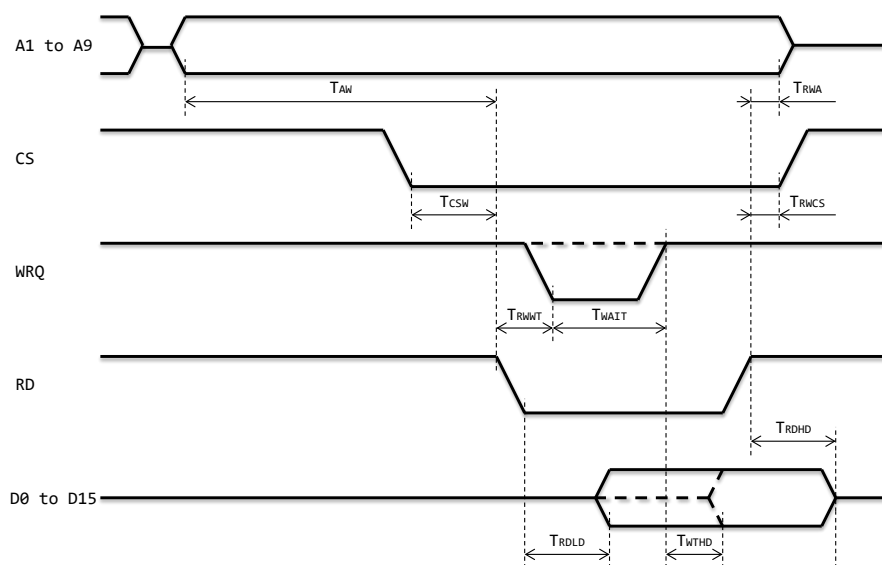 A1 to A9
TAW
TRWA
CS
TCSW
TRWCS
WRQ
TRWWT
TWAIT
RD
TRDHD
D0 to D15
TRDLD
TWTHD